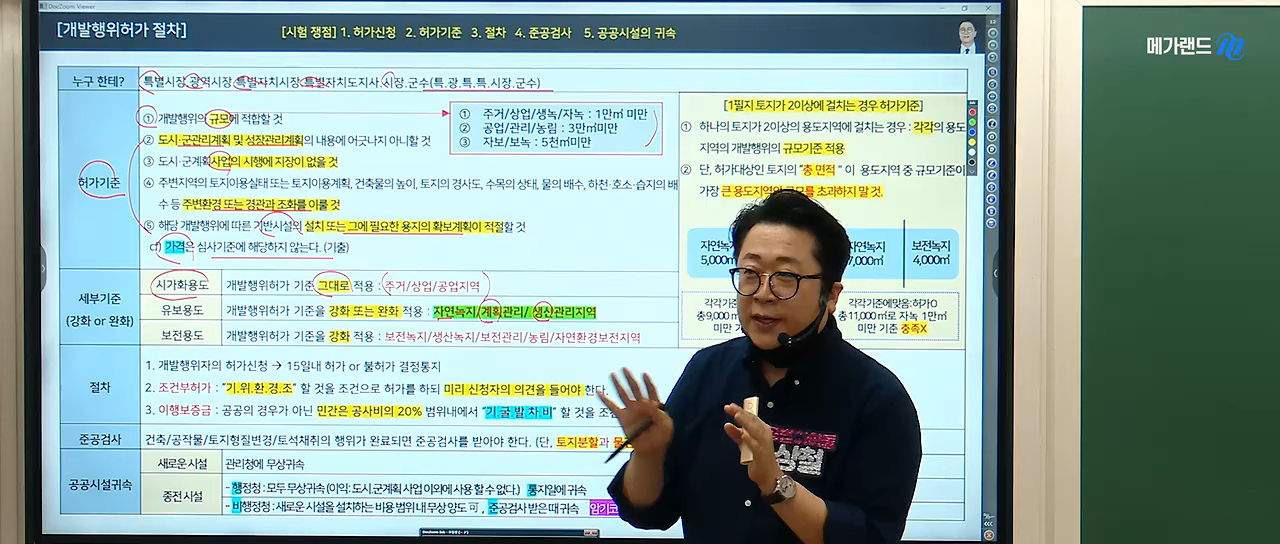 DocZoom Viewer
[개발행위허가 절차]
[시험 쟁점] 1. 허가신청 2. 허가기준 3. 절차 4. 준공검사 5. 공공시설의 귀속
메가랜드
누구 한테?
특별시장.광역시장.특별자치시장.특별자치도지사.시장.군수(특.광.특.특.시장.군수)
허가기준
① 개발행위의 규모에 적합할 것
② 도시·군관리계획 및 성장관리계획의 내용에 어긋나지 아니할 것
③ 도시·군계획사업의 시행에 지장이 없을 것
④ 주변지역의 토지이용실태 또는 토지이용계획, 건축물의 높이, 토지의 경사도, 수목의 상태, 물의 배수, 하천·호소·습지의 배
수 등 주변환경 또는 경관과 조화를 이룰 것
⑤ 해당 개발행위에 따른 기반시설의 설치 또는 그에 필요한 용지의 확보계획이 적절할 것
cf) 가격은 심사기준에 해당하지 않는다. (기출)
① 주거/상업/생녹/자녹 : 1만㎡ 미만
② 공업/관리/농림 : 3만㎡미만
③ 자보/보녹 : 5천㎡미만
[1필지 토지가 2이상에 걸치는 경우 허가기준]
① 하나의 토지가 2이상의 용도지역에 걸치는 경우 : 각각의 용도
지역의 개발행위의 규모기준 적용
② 단, 허가대상인 토지의 "총 면적" 이 용도지역 중 규모기준이
가장 큰 용도지역의 규모를 초과하지 말 것.
자연녹지
5,000㎡
자연녹지
7,000㎡
보전녹지
4,000㎡
각각기준
총9,000
미만 기
각각기준에맞음:허가O
총11,000㎡로 자녹 1만㎡
미만 기준 충족X
세부기준
(강화 or 완화)
시가화용도
개발행위허가 기준 그대로 적용 : 주거/상업/공업지역
유보용도
개발행위허가 기준을 강화 또는 완화 적용 : 자연녹지/계획관리/ 생산관리지역
보전용도
개발행위허가 기준을 강화 적용 : 보전녹지/생산녹지/보전관리/농림/자연환경보전지역
절차
1. 개발행위자의 허가신청 → 15일내 허가 or 불허가 결정통지
2. 조건부허가 : "기.위.환.경.조" 할 것을 조건으로 허가를 하되 미리 신청자의 의견을 들어야 한다.
3. 이행보증금 : 공공의 경우가 아닌 민간은 공사비의 20% 범위내에서 "기.굴.발.차.비" 할 것을 조건
준공검사
건축/공작물/토지형질변경/토석채취의 행위가 완료되면 준공검사를 받아야 한다. (단, 토지분할과 물
공공시설귀속
새로운 시설
관리청에 무상귀속
종전 시설
- 행정청 : 모두 무상귀속 (이익: 도시.군계획 사업 이외에 사용 할 수 없다.) 통지일에 귀속
- 비행정청 : 새로운 시설을 설치하는 비용 범위 내 무상 양도 可, 준공검사 받은 때 귀속 암기코
상철